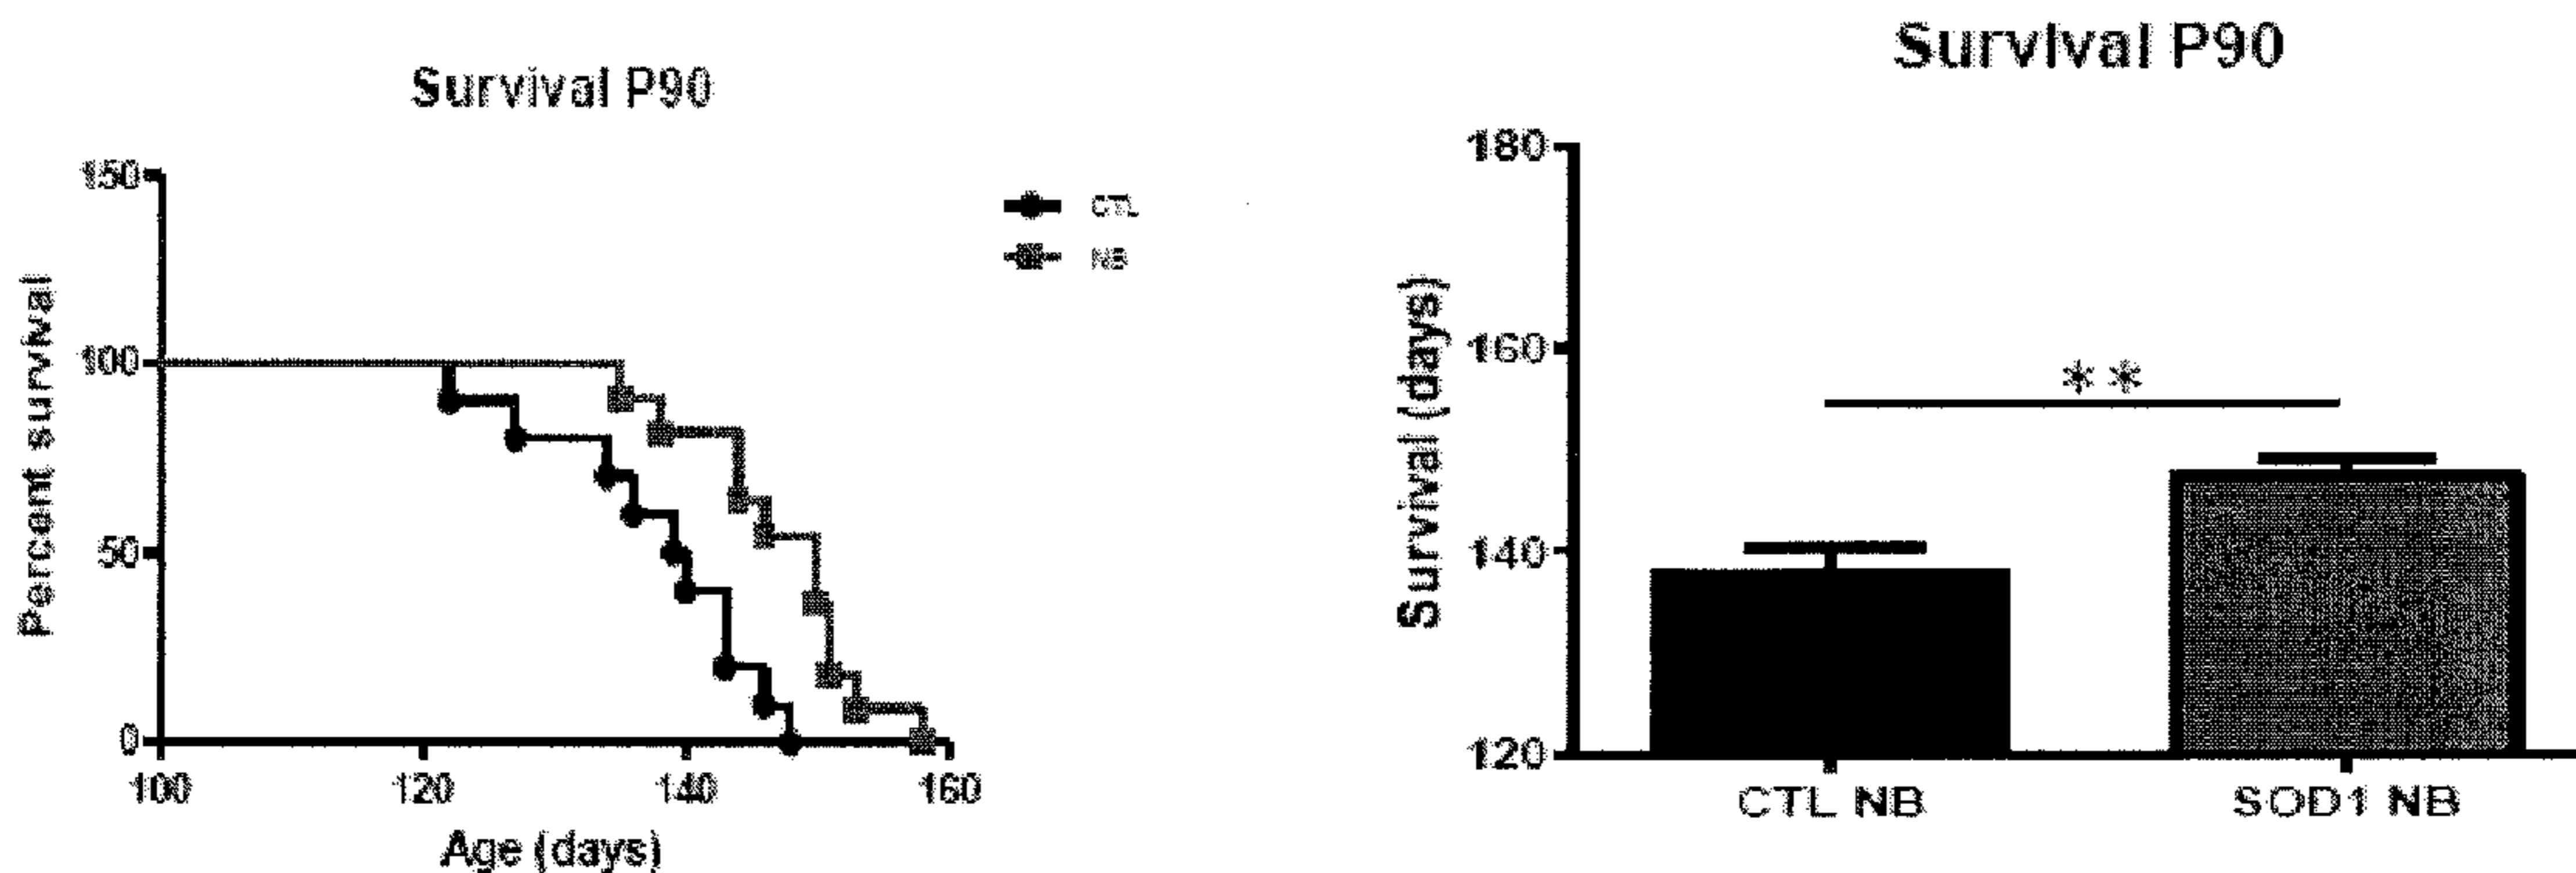 Survival P90
150
100
50
0
Percent survival
100 120 140 160
Age (days)
CTL
NB
Survival P90
180
160
140
120
Survival (days)
**
CTL NB
SOD1 NB